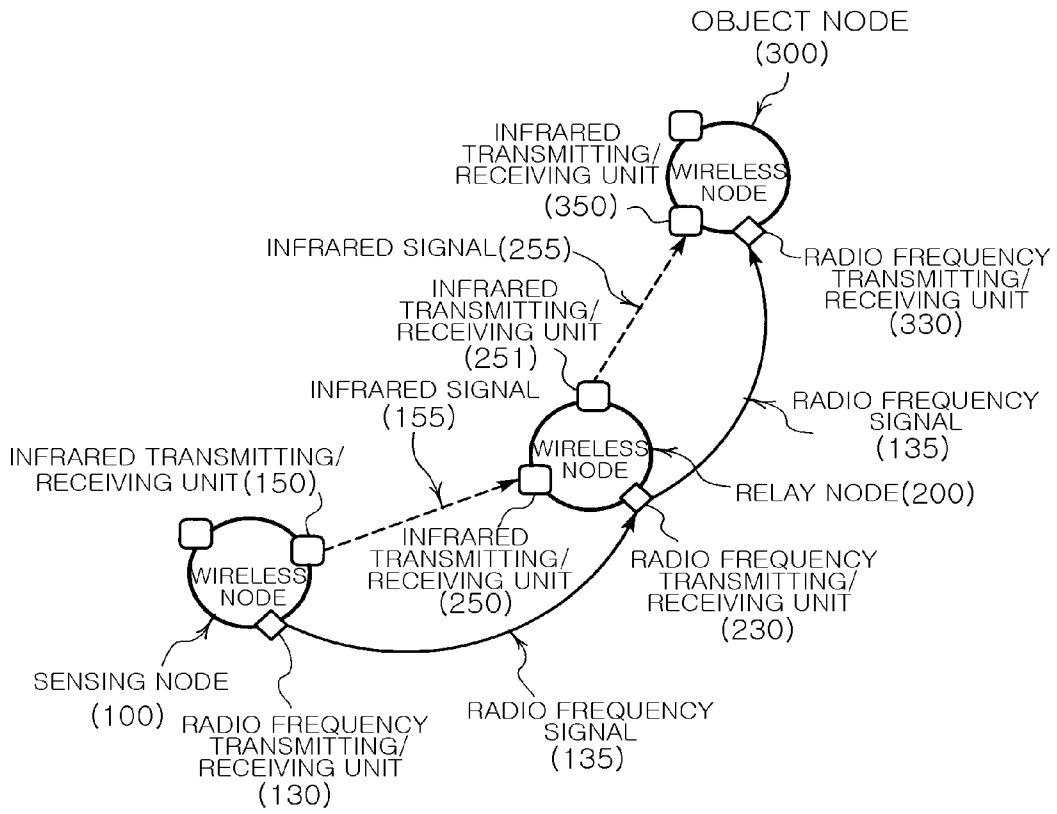 OBJECT NODE
(300)
INFRARED
TRANSMITTING/
RECEIVING UNIT
(350)
WIRELESS
NODE
INFRARED SIGNAL(255)
RADIO FREQUENCY
TRANSMITTING/
RECEIVING UNIT
(330)
INFRARED
TRANSMITTING/
RECEIVING UNIT
(251)
INFRARED SIGNAL
(155)
RADIO FREQUENCY
SIGNAL
(135)
WIRELESS
NODE
INFRARED TRANSMITTING/
RECEIVING UNIT(150)
RELAY NODE(200)
INFRARED
TRANSMITTING/
RECEIVING UNIT
(250)
RADIO FREQUENCY
TRANSMITTING/
RECEIVING UNIT
(230)
WIRELESS
NODE
SENSING NODE
(100)
RADIO FREQUENCY
TRANSMITTING/
RECEIVING UNIT
(130)
RADIO FREQUENCY
SIGNAL
(135)